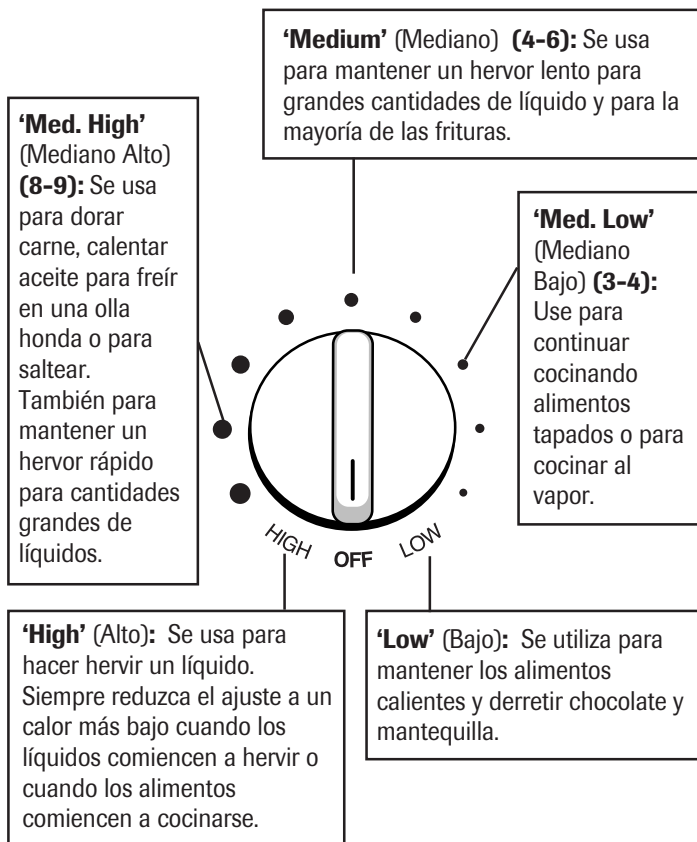 ‘Medium’ (Mediano) (4-6): Se usa
para mantener un hervor lento para
grandes cantidades de líquido y para la
mayoría de las frituras.
‘Med. High’
(Mediano Alto)
(8-9): Se usa
para dorar
carne, calentar
aceite para freír
en una olla
honda o para
saltear.
También para
mantener un
hervor rápido
para cantidades
grandes de
líquidos.
‘Med. Low’
(Mediano
Bajo) (3-4):
Use para
continuar
cocinando
alimentos
tapados o para
cocinar al
vapor.
HIGH
OFF
LOW
‘High’ (Alto): Se usa para
hacer hervir un líquido.
Siempre reduzca el ajuste a un
calor más bajo cuando los
líquidos comiencen a hervir o
cuando los alimentos
comiencen a cocinarse.
‘Low’ (Bajo): Se utiliza para
mantener los alimentos
calientes y derretir chocolate y
mantequilla.